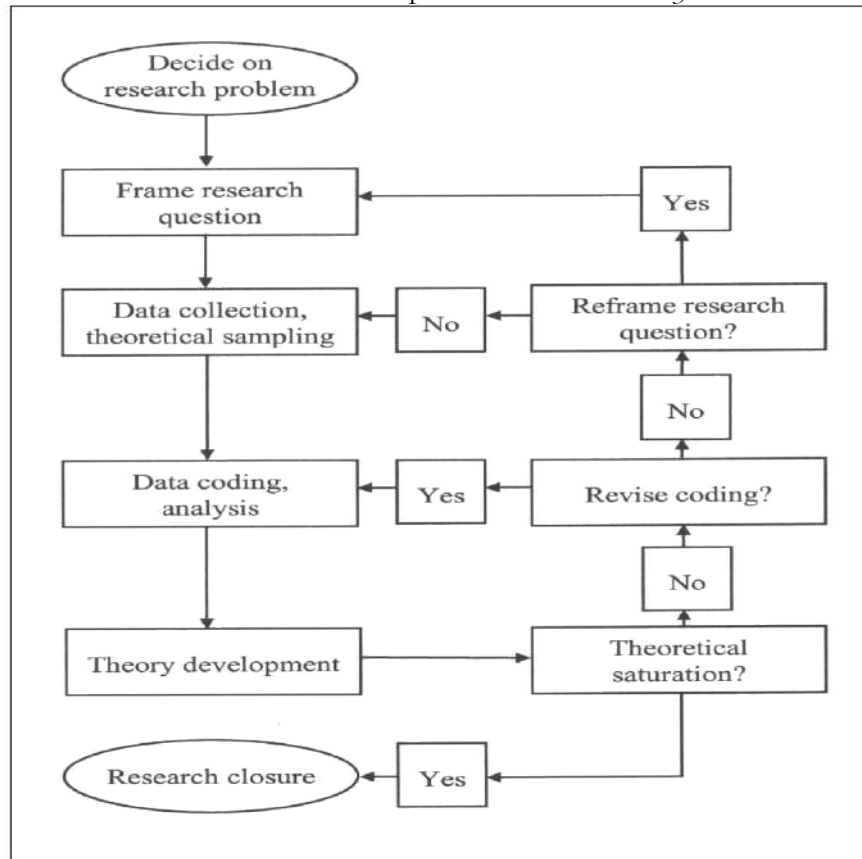 Decide on
research problem
Frame research
question
Yes
Data collection,
theoretical sampling
No
Reframe research
question?
No
Data coding,
analysis
Yes
Revise coding?
No
Theory development
Theoretical
saturation?
Research closure
Yes